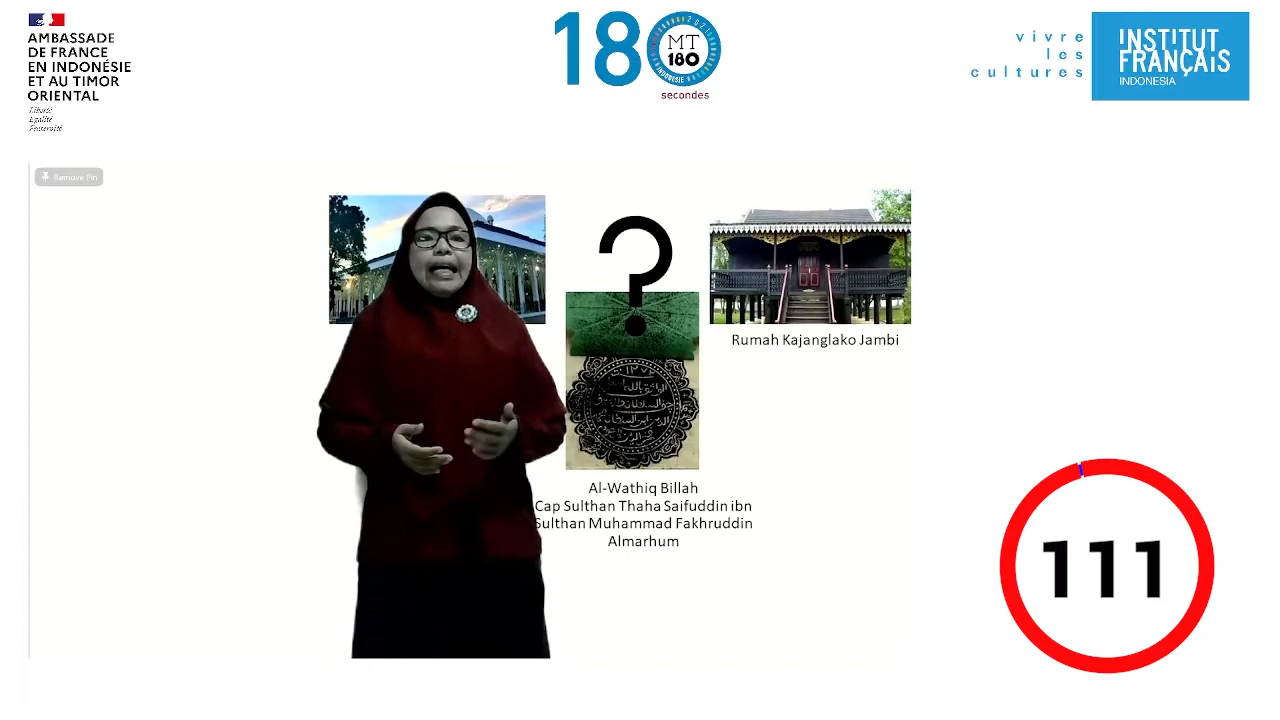 AMBASSADE
DE FRANCE
EN INDONÉSIE
ET AU TIMOR
ORIENTAL
Liberté
Égalité
Fraternité
180
MT
180
2021
INDONESIE
secondes
vivre
les
cultures
INSTITUT
FRANÇAIS
INDONESIA
Remove Pin
?
Rumah Kajanglako Jambi
Al-Wathiq Billah
Cap Sulthan Thaha Saifuddin ibn
Sulthan Muhammad Fakhruddin
Almarhum
111